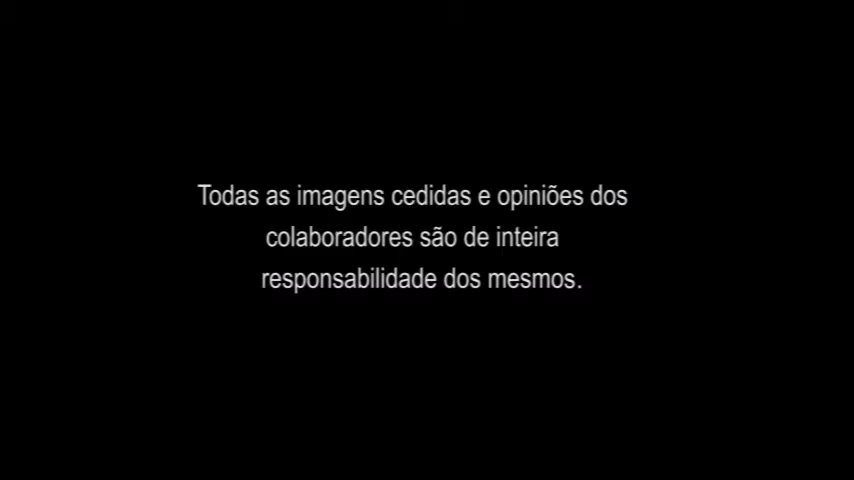 Todas as imagens cedidas e opiniões dos
colaboradores são de inteira
responsabilidade dos mesmos.